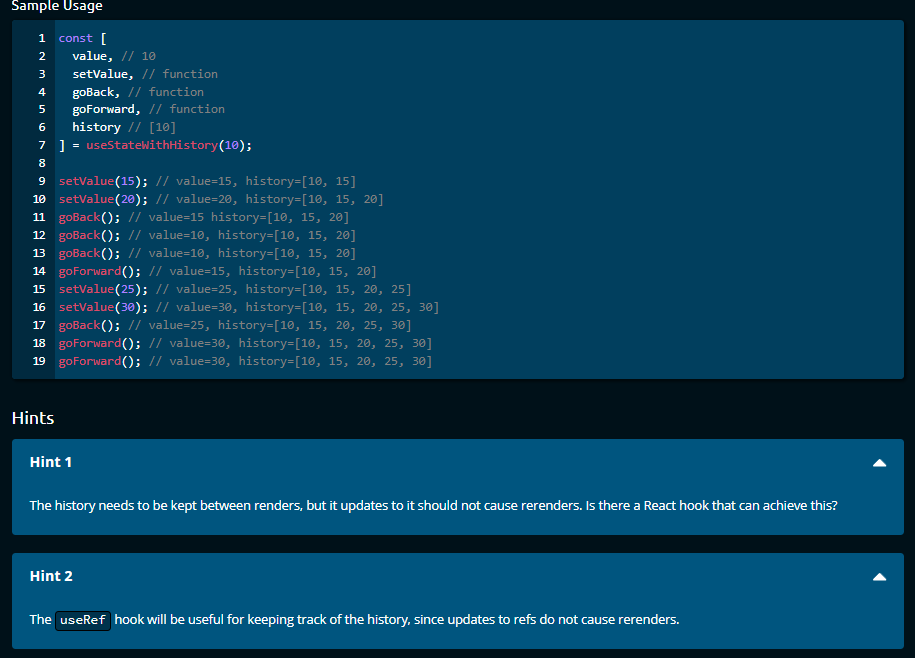 Sample Usage
1 const [
2   value, // 10
3   setValue, // function
4   goBack, // function
5   goForward, // function
6   history // [10]
7 ] = useStateWithHistory(10);
8
9 setValue(15); // value=15, history=[10, 15]
10 setValue(20); // value=20, history=[10, 15, 20]
11 goBack(); // value=15 history=[10, 15, 20]
12 goBack(); // value=10, history=[10, 15, 20]
13 goBack(); // value=10, history=[10, 15, 20]
14 goForward(); // value=15, history=[10, 15, 20]
15 setValue(25); // value=25, history=[10, 15, 20, 25]
16 setValue(30); // value=30, history=[10, 15, 20, 25, 30]
17 goBack(); // value=25, history=[10, 15, 20, 25, 30]
18 goForward(); // value=30, history=[10, 15, 20, 25, 30]
19 goForward(); // value=30, history=[10, 15, 20, 25, 30]
Hints
Hint 1
The history needs to be kept between renders, but it updates to it should not cause rerenders. Is there a React hook that can achieve this?
Hint 2
The useRef hook will be useful for keeping track of the history, since updates to refs do not cause rerenders.